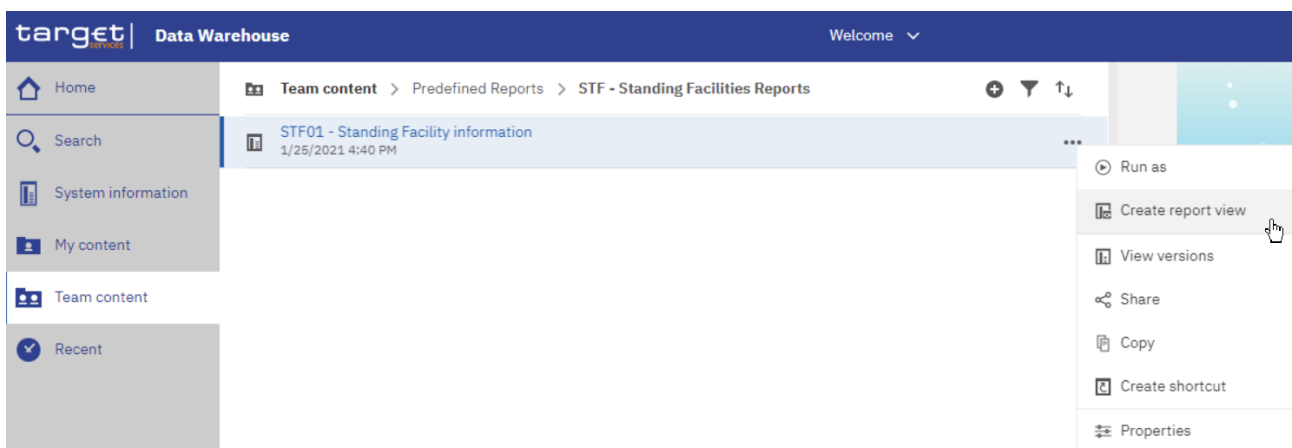 target services | Data Warehouse
Welcome
Home
Team content > Predefined Reports > STF - Standing Facilities Reports
Search
STF01 - Standing Facility information
1/25/2021 4:40 PM
System information
My content
Team content
Recent
Run as
Create report view
View versions
Share
Copy
Create shortcut
Properties